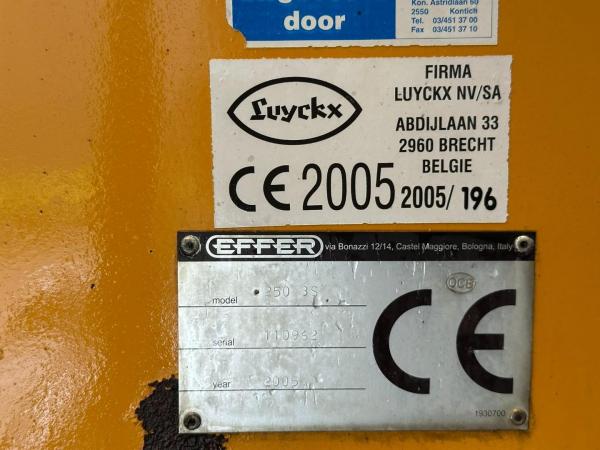 door
Kon. Astridlaan 60
2550 Kontich
Tel. 03/451 37 00
Fax 03/451 37 10
Luyckx
FIRMA
LUYCKX NV/SA
ABDIJLAAN 33
2960 BRECHT
BELGIE
CE 2005 2005/ 196
EFFER via Bonazzi 12/14, Castel Maggiore, Bologna, Italy
OCB
model 250 3S
serial 110962
year 2005
CE
1930700